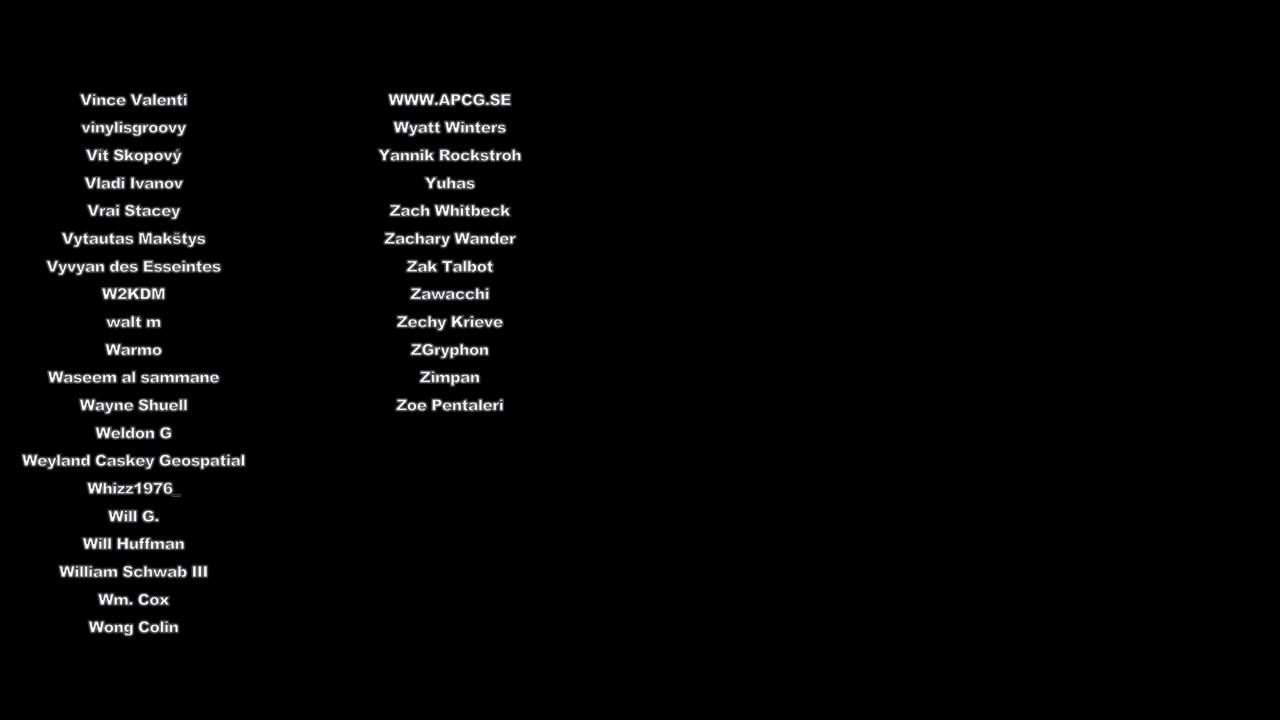 Vince Valenti
vinylisgroovy
Vít Skopový
Vladi Ivanov
Vrai Stacey
Vytautas Makštys
Vyvyan des Esseintes
W2KDM
walt m
Warmo
Waseem al sammane
Wayne Shuell
Weldon G
Weyland Caskey Geospatial
Whizz1976_
Will G.
Will Huffman
William Schwab III
Wm. Cox
Wong Colin
WWW.APCG.SE
Wyatt Winters
Yannik Rockstroh
Yuhas
Zach Whitbeck
Zachary Wander
Zak Talbot
Zawacchi
Zechy Krieve
ZGryphon
Zimpan
Zoe Pentaleri